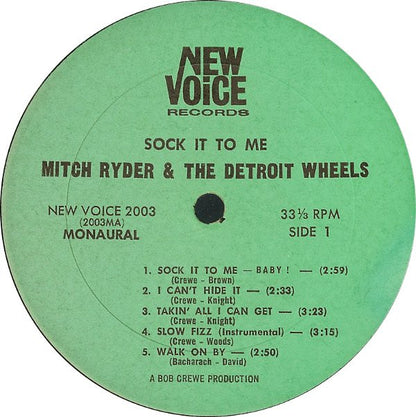 NEW
VOICE
RECORDS
SOCK IT TO ME
MITCH RYDER & THE DETROIT WHEELS
NEW VOICE 2003
(2003MA)
MONAURAL
33⅓ RPM
SIDE 1
1. SOCK IT TO ME — BABY! — (2:59)
(Crewe - Brown)
2. I CAN'T HIDE IT — (2:33)
(Crewe - Knight)
3. TAKIN' ALL I CAN GET — (3:23)
(Crewe - Knight)
4. SLOW FIZZ (Instrumental) — (3:15)
(Crewe - Woods)
5. WALK ON BY — (2:50)
(Bacharach - David)
A BOB CREWE PRODUCTION